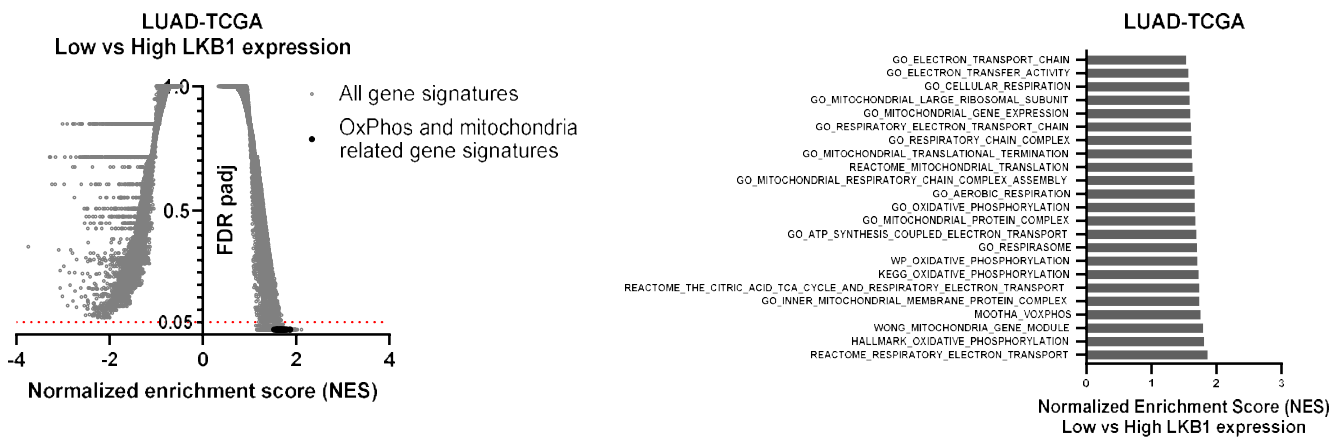 LUAD-TCGA
Low vs High LKB1 expression
1.0
0.5
0.05
FDR padj
-4 -2 0 2 4
Normalized enrichment score (NES)
All gene signatures
OxPhos and mitochondria
related gene signatures
LUAD-TCGA
GO_ELECTRON_TRANSPORT_CHAIN
GO_ELECTRON_TRANSFER_ACTIVITY
GO_CELLULAR_RESPIRATION
GO_MITOCHONDRIAL_LARGE_RIBOSOMAL_SUBUNIT
GO_MITOCHONDRIAL_GENE_EXPRESSION
GO_RESPIRATORY_ELECTRON_TRANSPORT_CHAIN
GO_RESPIRATORY_CHAIN_COMPLEX
GO_MITOCHONDRIAL_TRANSLATIONAL_TERMINATION
REACTOME_MITOCHONDRIAL_TRANSLATION
GO_MITOCHONDRIAL_RESPIRATORY_CHAIN_COMPLEX_ASSEMBLY
GO_AEROBIC_RESPIRATION
GO_OXIDATIVE_PHOSPHORYLATION
GO_MITOCHONDRIAL_PROTEIN_COMPLEX
GO_ATP_SYNTHESIS_COUPLED_ELECTRON_TRANSPORT
GO_RESPIRASOME
WP_OXIDATIVE_PHOSPHORYLATION
KEGG_OXIDATIVE_PHOSPHORYLATION
REACTOME_THE_CITRIC_ACID_TCA_CYCLE_AND_RESPIRATORY_ELECTRON_TRANSPORT
GO_INNER_MITOCHONDRIAL_MEMBRANE_PROTEIN_COMPLEX
MOOTHA_VOXPHOS
WONG_MITOCHONDRIA_GENE_MODULE
HALLMARK_OXIDATIVE_PHOSPHORYLATION
REACTOME_RESPIRATORY_ELECTRON_TRANSPORT
0 1 2 3
Normalized Enrichment Score (NES)
Low vs High LKB1 expression